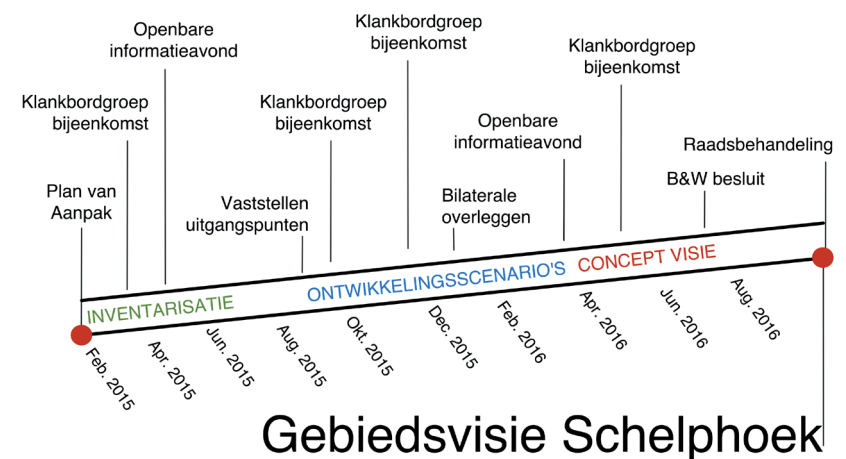 Klankbordgroep
bijeenkomst
Openbare
informatieavond
Klankbordgroep
bijeenkomst
Klankbordgroep
bijeenkomst
Klankbordgroep
bijeenkomst
Openbare
informatieavond
Raadsbehandeling
B&W besluit
Plan van
Aanpak
Vaststellen
uitgangspunten
Bilaterale
overleggen
INVENTARISATIE
ONTWIKKELINGSSCENARIO'S
CONCEPT VISIE
Feb. 2015
Apr. 2015
Jun. 2015
Aug. 2015
Okt. 2015
Dec. 2015
Feb. 2016
Apr. 2016
Jun. 2016
Aug. 2016
Gebiedsvisie Schelphoek